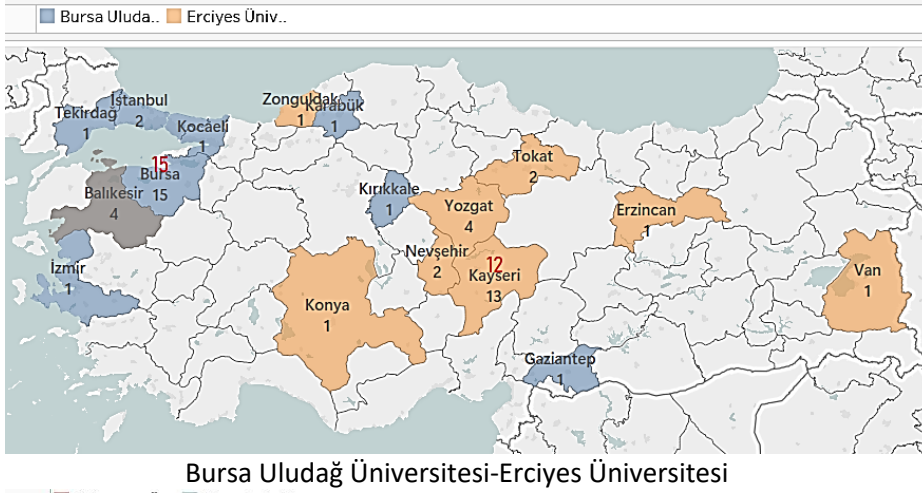 Bursa Uluda.. Erciyes Üniv..
Zonguldak
1
Karabük
1
İstanbul
2
Tekirdağ
1
Kocaeli
1
15
Bursa
15
Balıkesir
4
Tokat
2
Kırıkkale
1
Yozgat
4
Erzincan
1
Nevşehir
2
12
Kayseri
13
İzmir
1
Van
1
Konya
1
Gaziantep
1
Bursa Uludağ Üniversitesi-Erciyes Üniversitesi